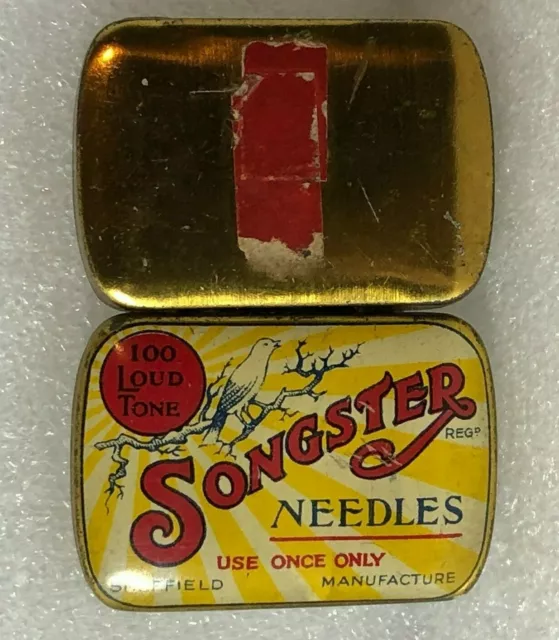 100
LOUD
TONE
SONGSTER
REGD
NEEDLES
USE ONCE ONLY
SHEFFIELD MANUFACTURE